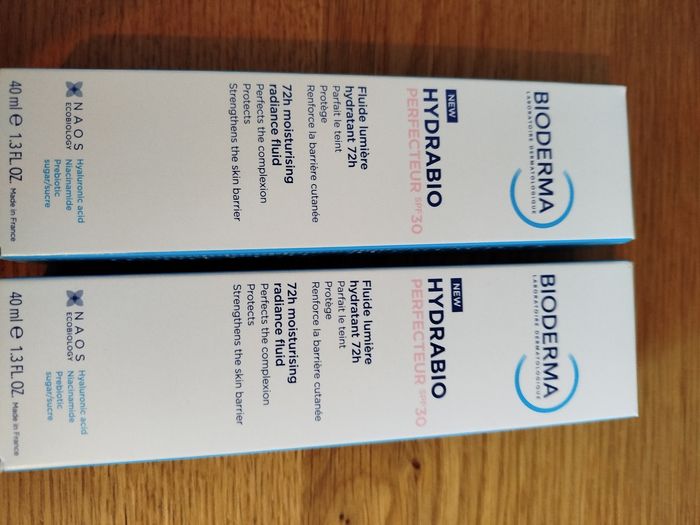 BIODERMA
LABORATOIRE DERMATOLOGIQUE
NEW
HYDRABIO
PERFECTEUR SPF30
Fluide lumière
hydratant 72h
Parfait le teint
Protège
Renforce la barrière cutanée
72h moisturising
radiance fluid
Perfects the complexion
Protects
Strengthens the skin barrier
NAOS
ECOBIOLOGY
Hyaluronic acid
Niacinamide
Prebiotic
sugar/sucre
40 ml e 1.3 FL.OZ. Made in France
BIODERMA
LABORATOIRE DERMATOLOGIQUE
NEW
HYDRABIO
PERFECTEUR SPF30
Fluide lumière
hydratant 72h
Parfait le teint
Protège
Renforce la barrière cutanée
72h moisturising
radiance fluid
Perfects the complexion
Protects
Strengthens the skin barrier
NAOS
ECOBIOLOGY
Hyaluronic acid
Niacinamide
Prebiotic
sugar/sucre
40 ml e 1.3 FL.OZ. Made in France